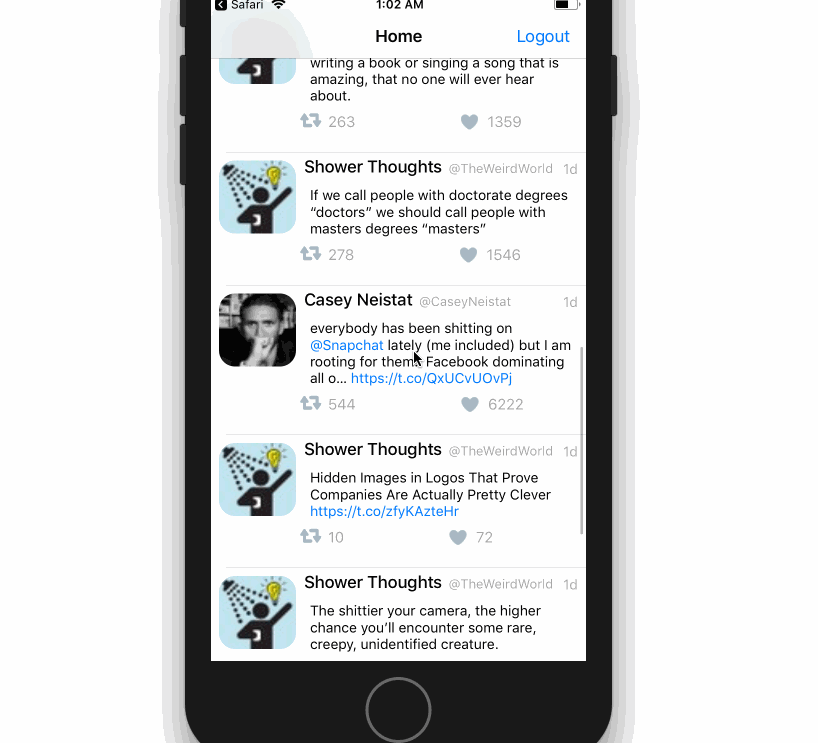 Safari 1:02 AM
Home Logout
writing a book or singing a song that is
amazing, that no one will ever hear
about.
263 1359
Shower Thoughts @TheWeirdWorld 1d
If we call people with doctorate degrees
“doctors” we should call people with
masters degrees “masters”
278 1546
Casey Neistat @CaseyNeistat 1d
everybody has been shitting on
@Snapchat lately (me included) but I am
rooting for them. Facebook dominating
all o... https://t.co/QxUCvUOvPj
544 6222
Shower Thoughts @TheWeirdWorld 1d
Hidden Images in Logos That Prove
Companies Are Actually Pretty Clever
https://t.co/zfyKAzteHr
10 72
Shower Thoughts @TheWeirdWorld 1d
The shittier your camera, the higher
chance you’ll encounter some rare,
creepy, unidentified creature.